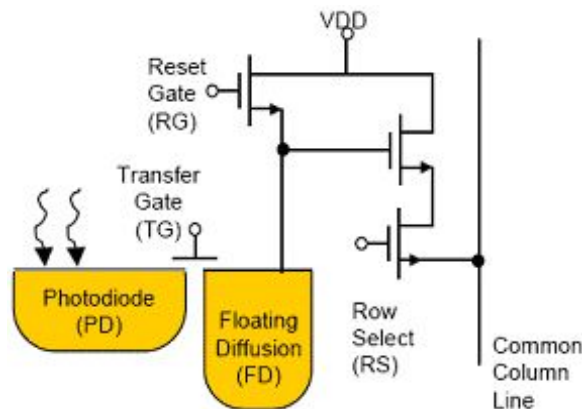 VDD
Reset
Gate
(RG)
Transfer
Gate
(TG)
Photodiode
(PD)
Floating
Diffusion
(FD)
Row
Select
(RS)
Common
Column
Line